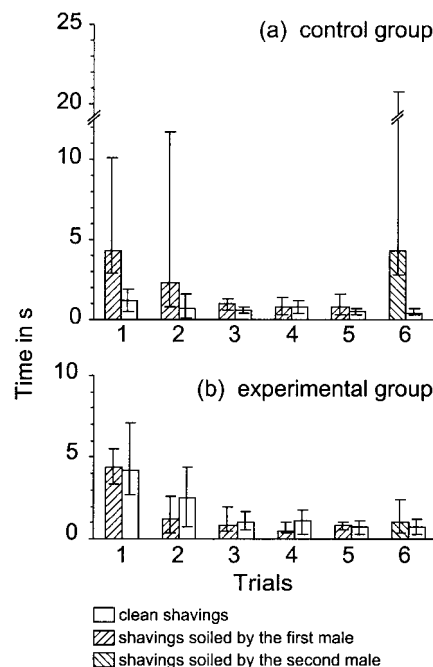 25
(a) control group
20
10
5
0
1 2 3 4 5 6
Time in s
(b) experimental group
10
5
0
1 2 3 4 5 6
Trials
clean shavings
shavings soiled by the first male
shavings soiled by the second male